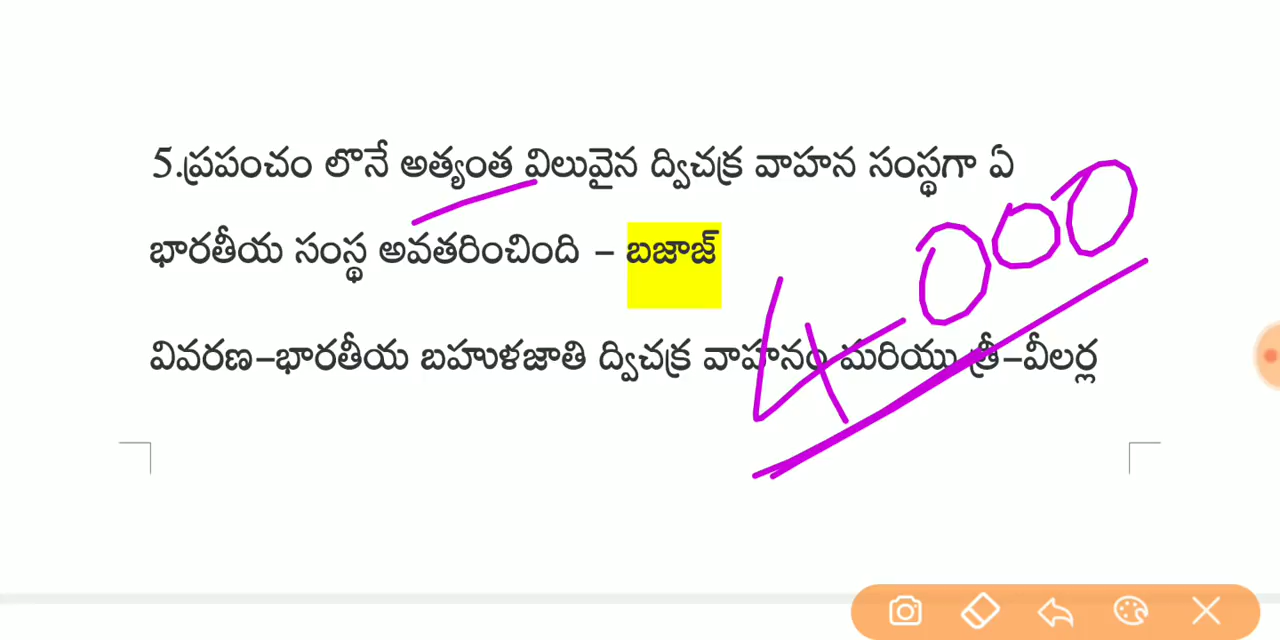 5.ప్రపంచం లొనే అత్యంత విలువైన ద్విచక్ర వాహన సంస్థగా ఏ
భారతీయ సంస్థ అవతరించింది – బజాజ్
4000
వివరణ–భారతీయ బహుళజాతి ద్విచక్ర వాహనం మరియు త్రీ–వీలర్ల